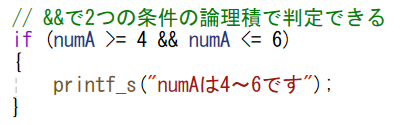 // &&で2つの条件の論理積で判定できる
if (numA >= 4 && numA <= 6)
{
    printf_s("numAは4～6です");
}